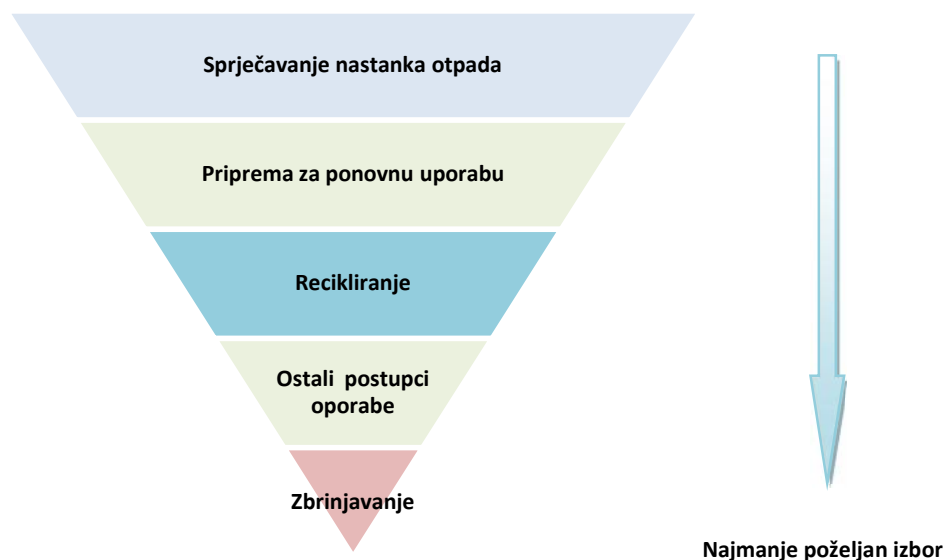 Sprječavanje nastanka otpada
Priprema za ponovnu uporabu
Recikliranje
Ostali postupci
oporabe
Zbrinjavanje
Najmanje poželjan izbor